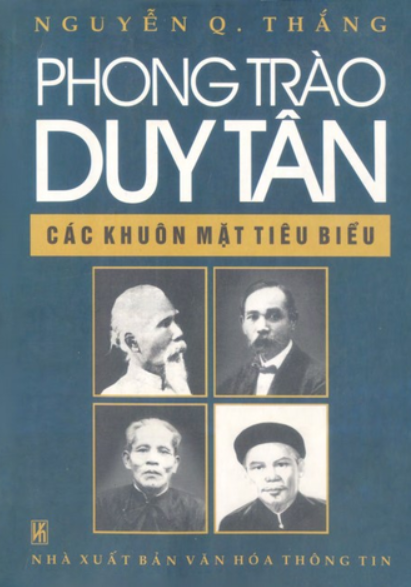 NGUYỄN Q. THẮNG
PHONG TRÀO
DUY TÂN
CÁC KHUÔN MẶT TIÊU BIỂU
NHÀ XUẤT BẢN VĂN HÓA THÔNG TIN